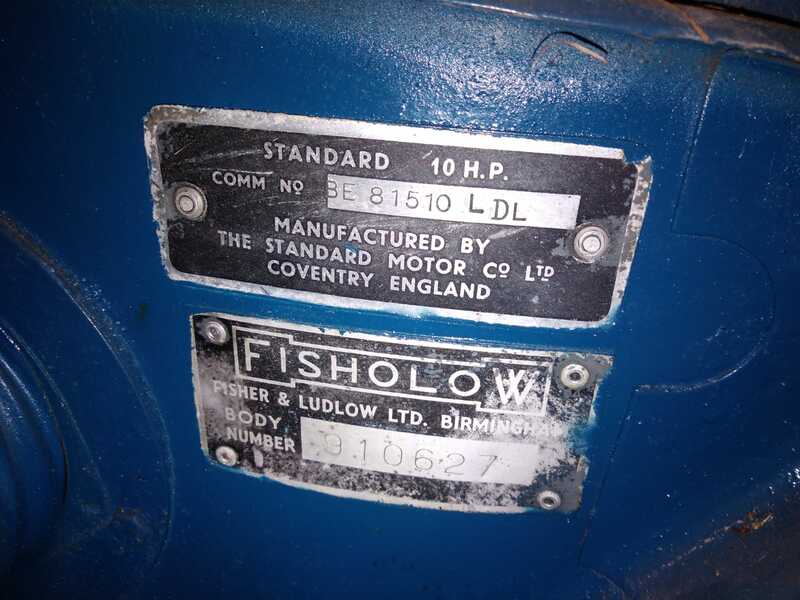 STANDARD 10 H.P.
COMM Nº BE 81510 LDL
MANUFACTURED BY
THE STANDARD MOTOR Cº LTD
COVENTRY ENGLAND
FISHOLOW
FISHER & LUDLOW LTD. BIRMINGHAM
BODY
NUMBER 910627